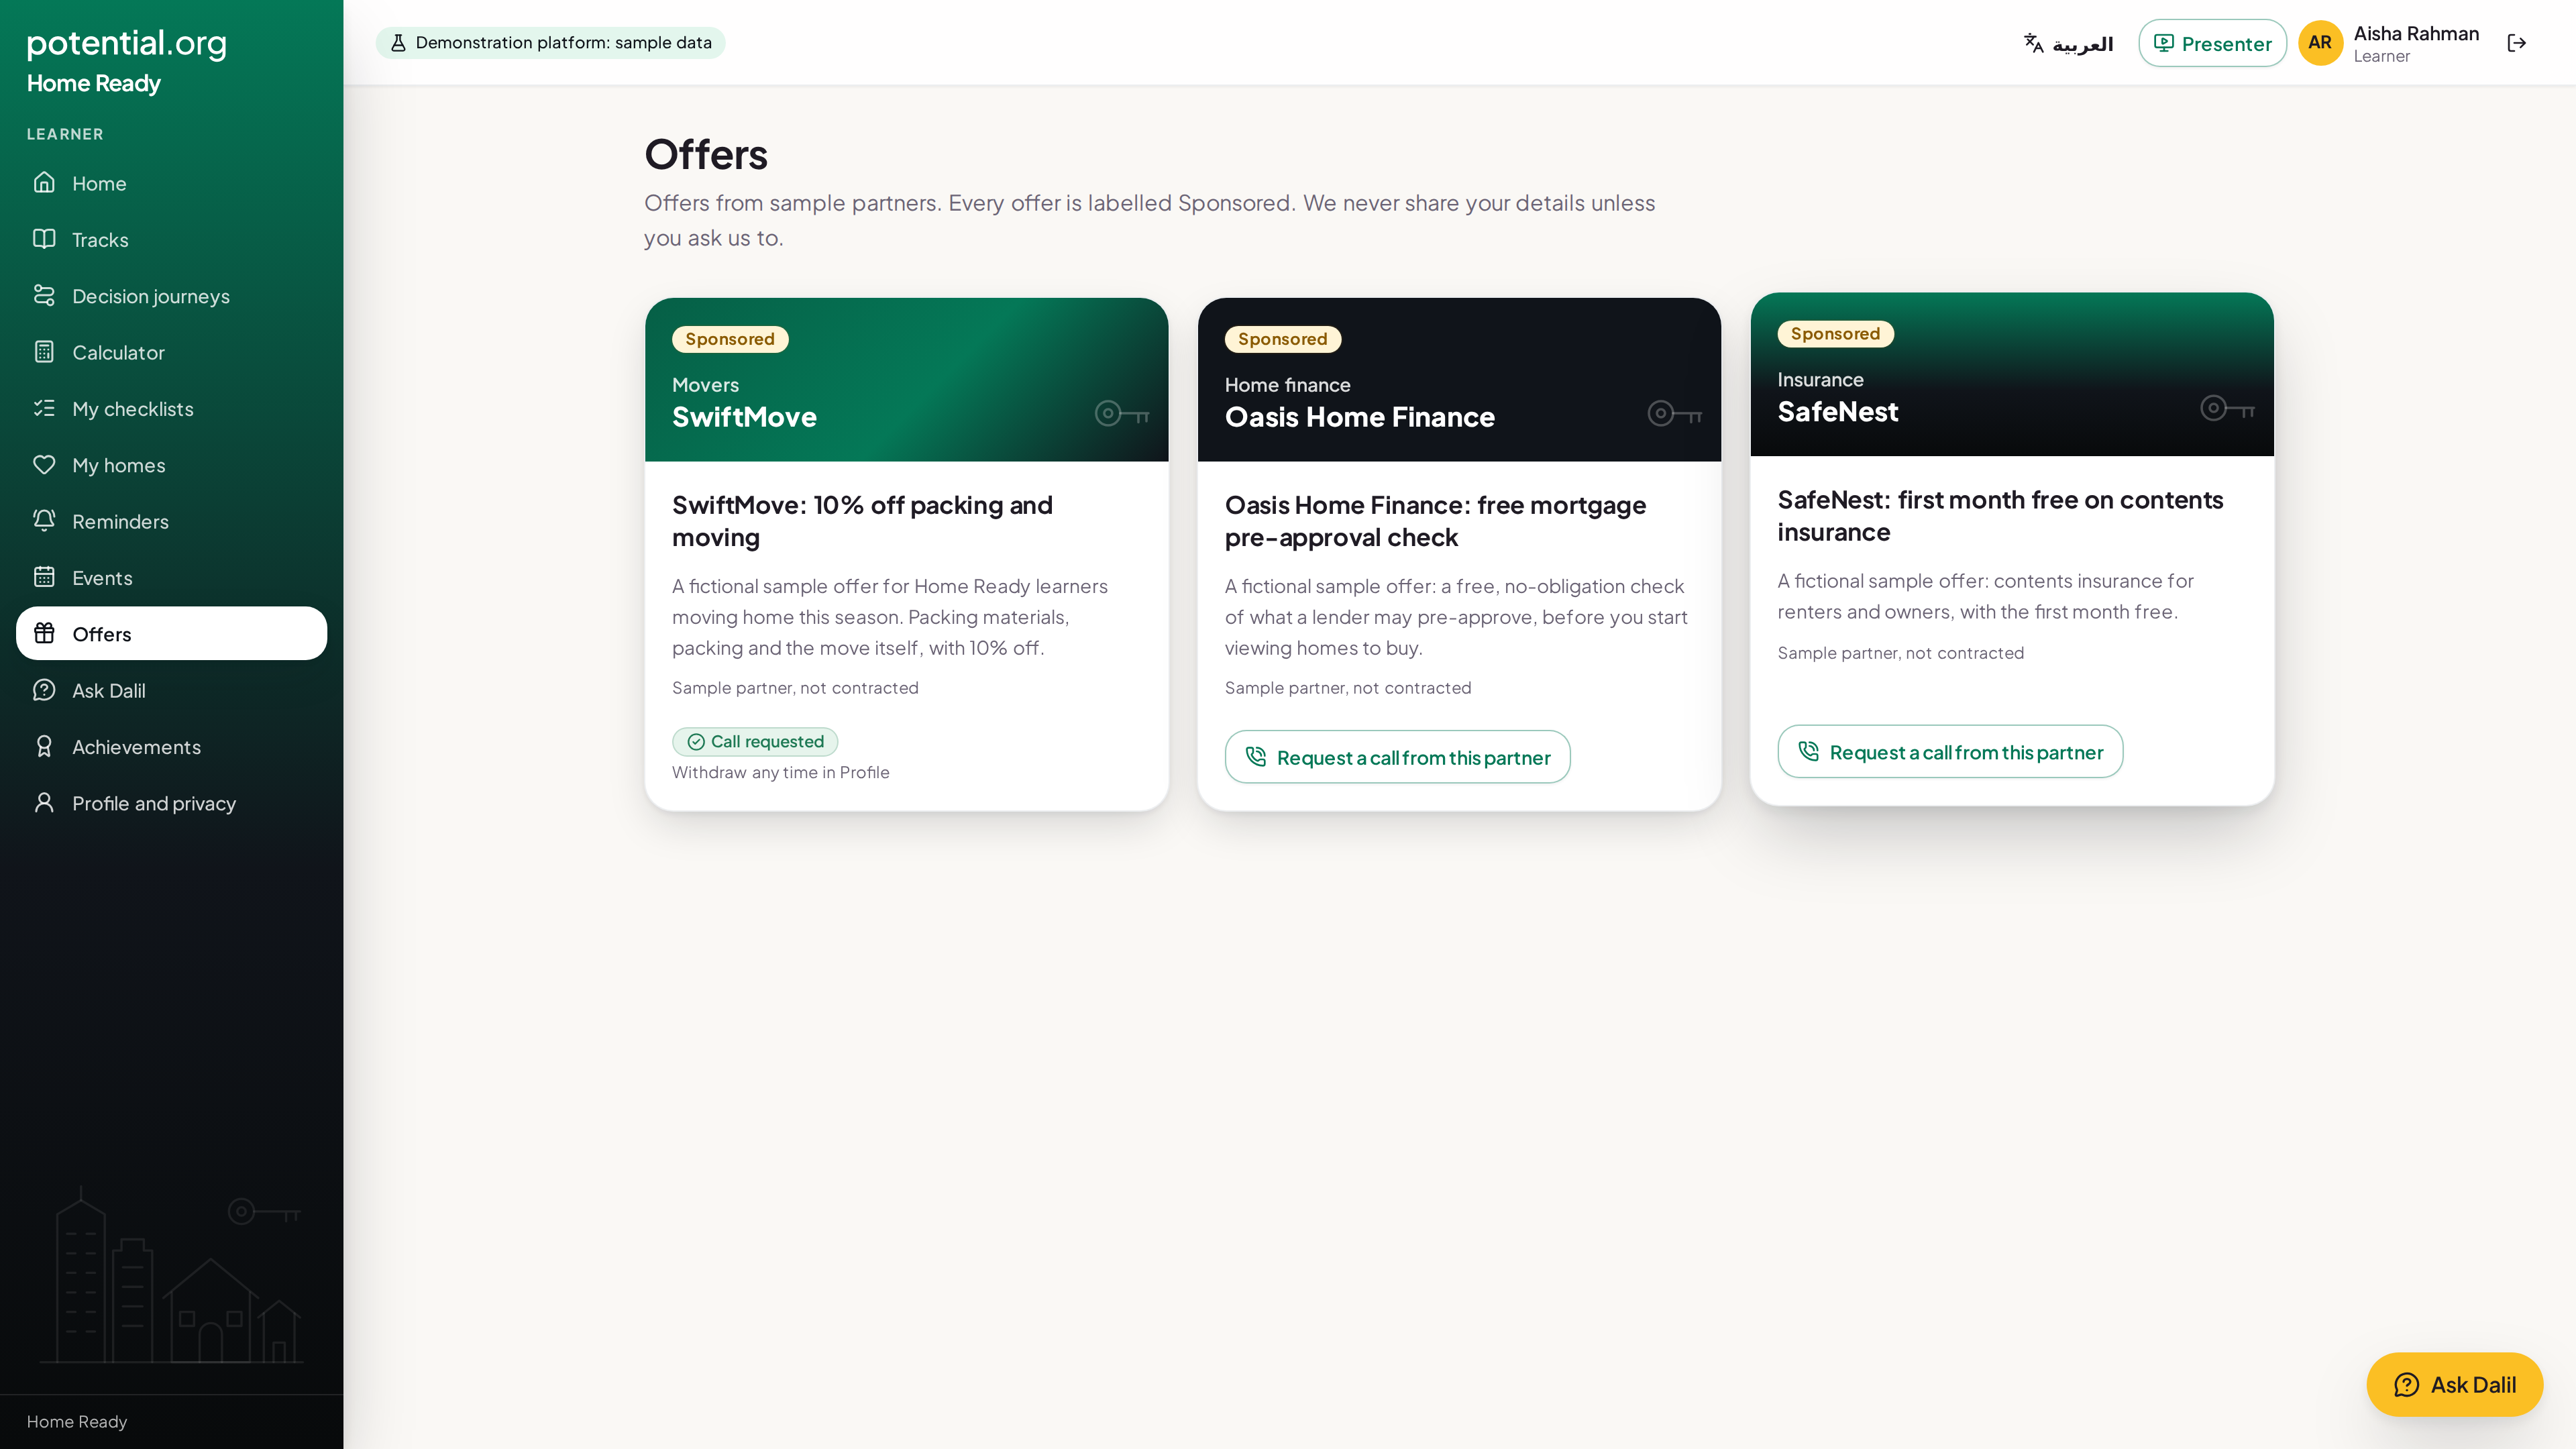 potential.org
Home Ready
LEARNER
Home
Tracks
Decision journeys
Calculator
My checklists
My homes
Reminders
Events
Offers
Ask Dalil
Achievements
Profile and privacy
Home Ready
Demonstration platform: sample data
العربية
Presenter
AR
Aisha Rahman
Learner
Offers
Offers from sample partners. Every offer is labelled Sponsored. We never share your details unless
you ask us to.
Sponsored
Movers
SwiftMove
SwiftMove: 10% off packing and
moving
A fictional sample offer for Home Ready learners
moving home this season. Packing materials,
packing and the move itself, with 10% off.
Sample partner, not contracted
Call requested
Withdraw any time in Profile
Sponsored
Home finance
Oasis Home Finance
Oasis Home Finance: free mortgage
pre-approval check
A fictional sample offer: a free, no-obligation check
of what a lender may pre-approve, before you start
viewing homes to buy.
Sample partner, not contracted
Request a call from this partner
Sponsored
Insurance
SafeNest
SafeNest: first month free on contents
insurance
A fictional sample offer: contents insurance for
renters and owners, with the first month free.
Sample partner, not contracted
Request a call from this partner
Ask Dalil